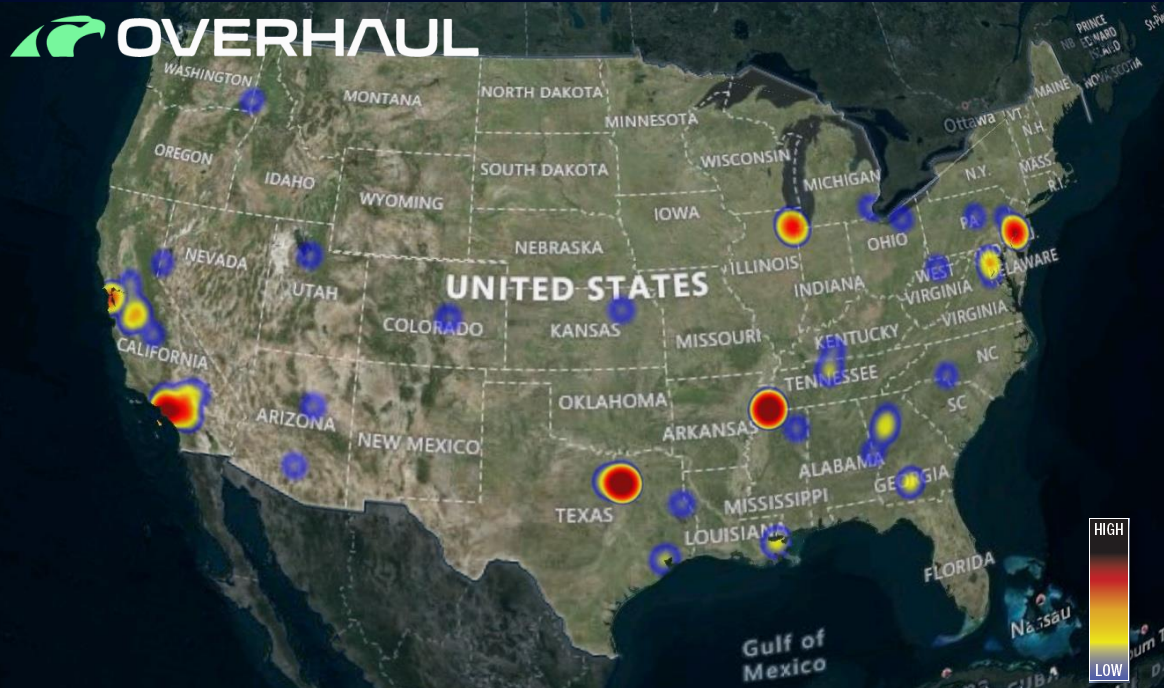 OVERHAUL
PRINCE
NB EDWARD
ISLAND
NOVA SCOTIA
WASHINGTON
MONTANA
NORTH DAKOTA
MINNESOTA
Ottawa
VT.
MAINE
N.H.
OREGON
IDAHO
SOUTH DAKOTA
WISCONSIN
MICHIGAN
N.Y.
MASS.
R.I.
WYOMING
IOWA
PA
NEVADA
NEBRASKA
OHIO
UTAH
UNITED STATES
ILLINOIS
INDIANA
WEST
VIRGINIA
DELAWARE
COLORADO
KANSAS
MISSOURI
KENTUCKY
VIRGINIA
CALIFORNIA
TENNESSEE
NC
ARIZONA
OKLAHOMA
SC
NEW MEXICO
ARKANSAS
ALABAMA
GEORGIA
TEXAS
MISSISSIPPI
LOUISIANA
HIGH
FLORIDA
Nassau
Gulf of
Mexico
CUBA
LOW